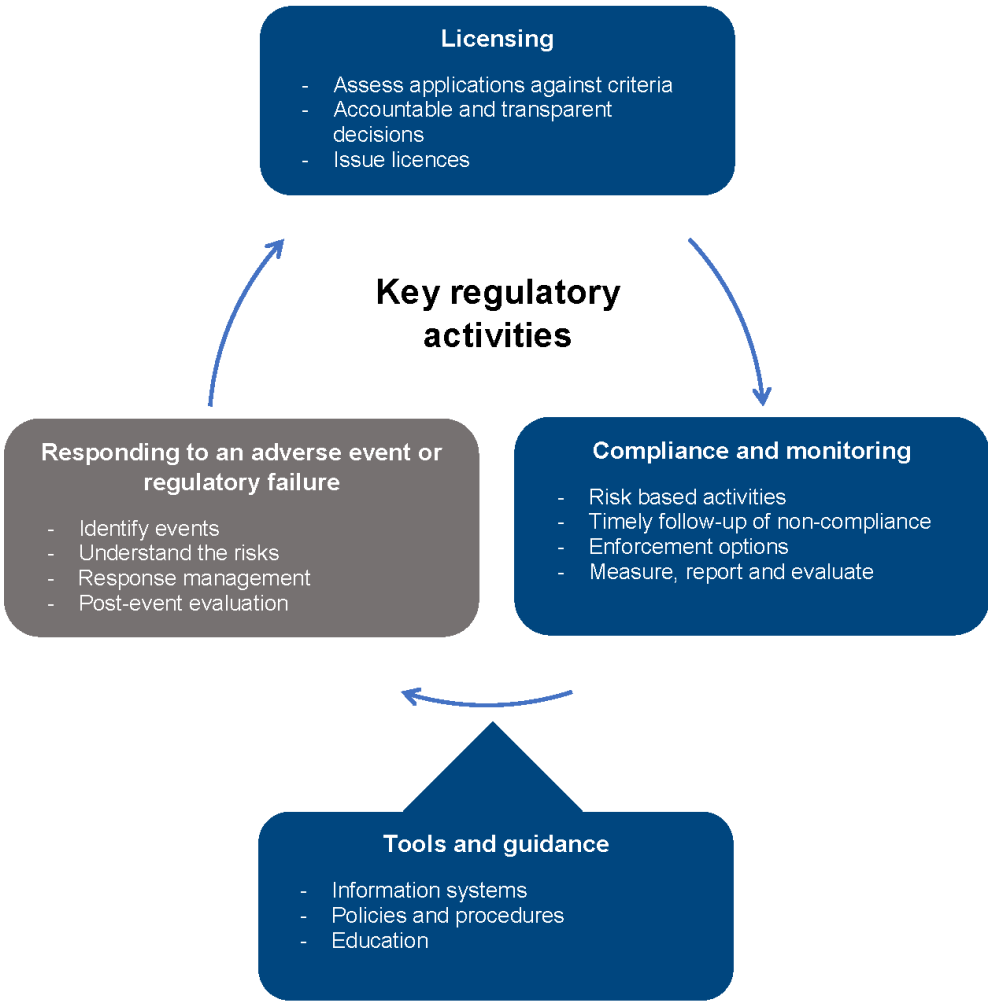 Licensing
- Assess applications against criteria
- Accountable and transparent
decisions
- Issue licences
Key regulatory
activities
Responding to an adverse event or
regulatory failure
- Identify events
- Understand the risks
- Response management
- Post-event evaluation
Compliance and monitoring
- Risk based activities
- Timely follow-up of non-compliance
- Enforcement options
- Measure, report and evaluate
Tools and guidance
- Information systems
- Policies and procedures
- Education